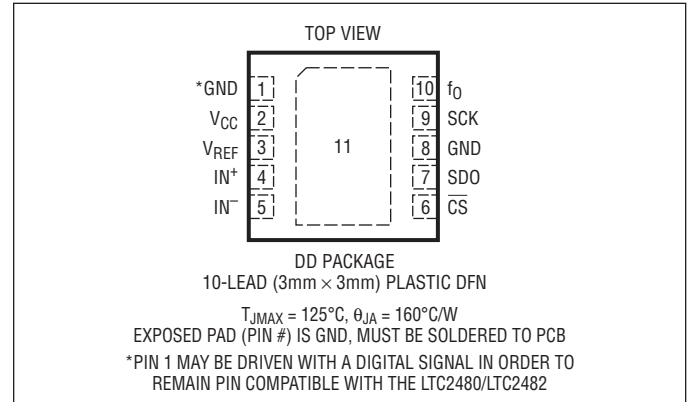 TOP VIEW
*GND 1 10 fO
VCC 2 9 SCK
VREF 3 11 8 GND
IN+ 4 7 SDO
IN− 5 6 C̅S̅
DD PACKAGE
10-LEAD (3mm × 3mm) PLASTIC DFN
TJMAX = 125°C, θJA = 160°C/W
EXPOSED PAD (PIN #) IS GND, MUST BE SOLDERED TO PCB
*PIN 1 MAY BE DRIVEN WITH A DIGITAL SIGNAL IN ORDER TO
REMAIN PIN COMPATIBLE WITH THE LTC2480/LTC2482